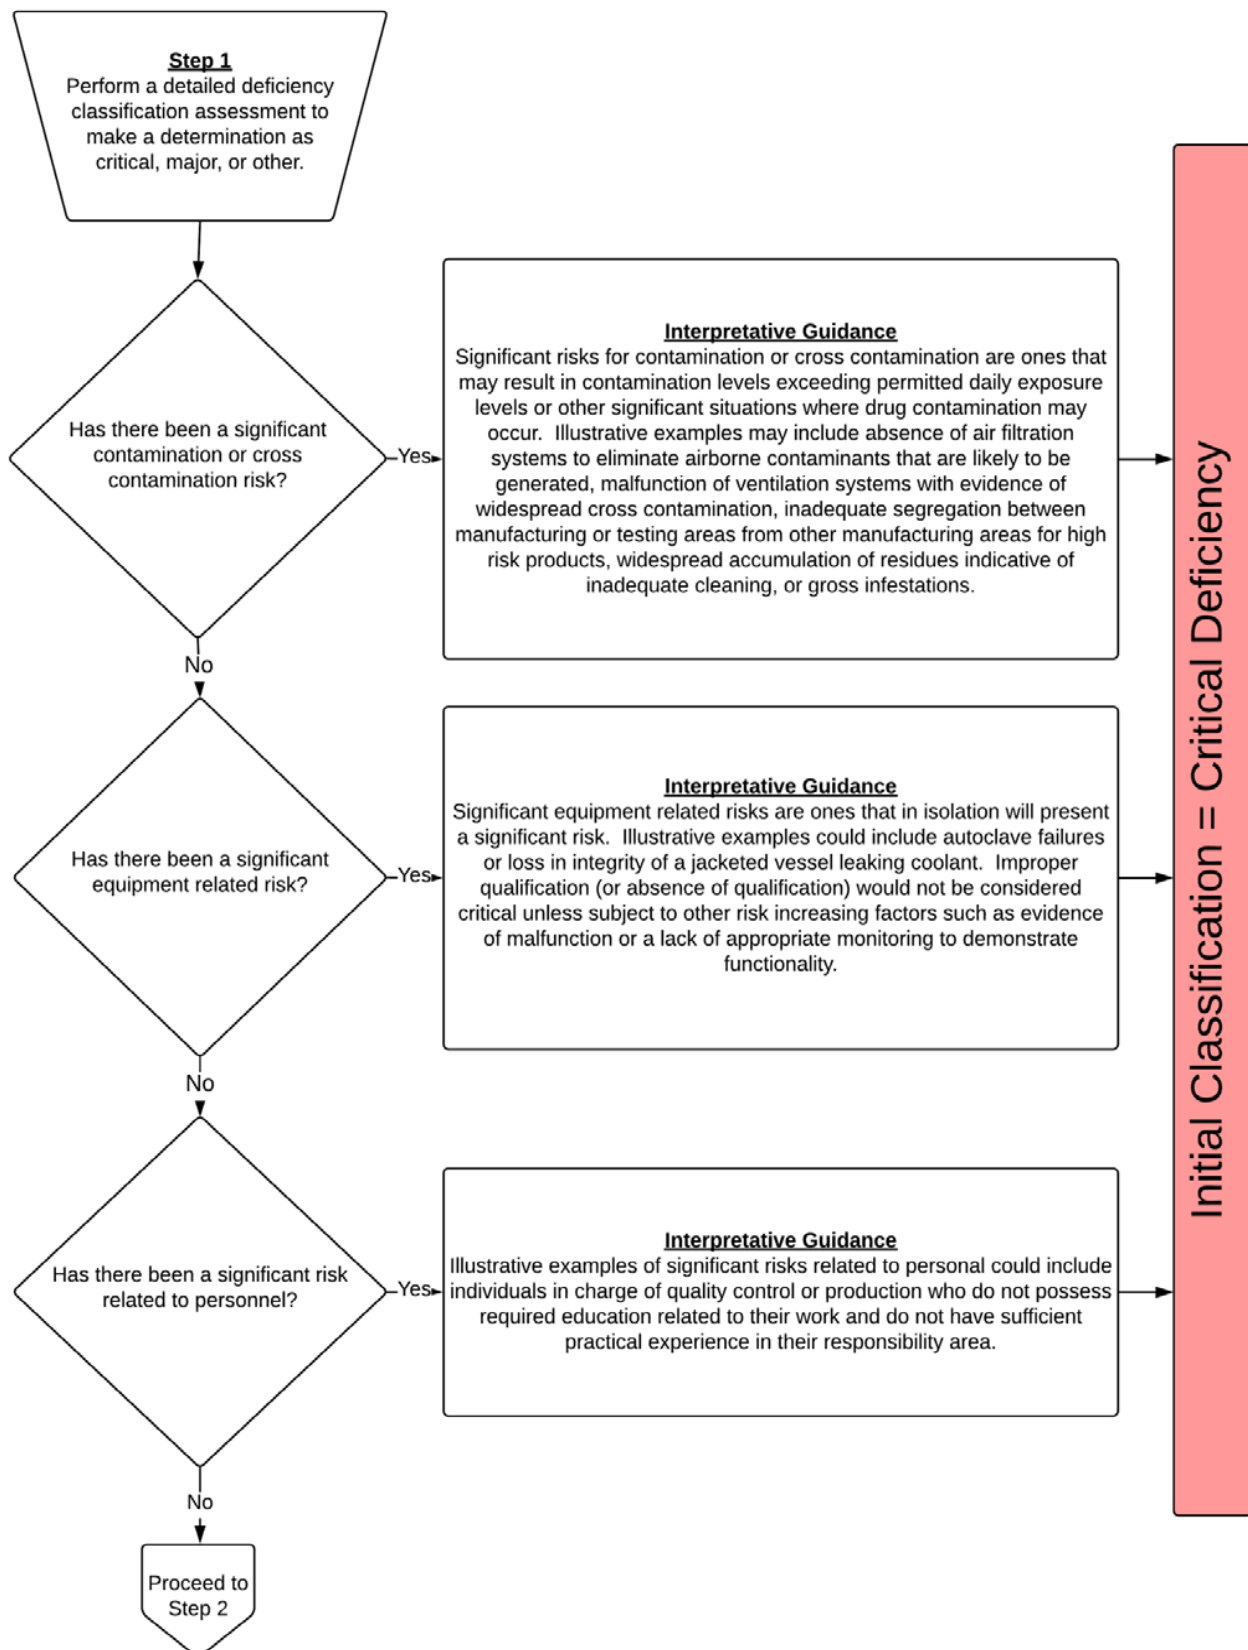 Step 1
Perform a detailed deficiency
classification assessment to
make a determination as
critical, major, or other.
Has there been a significant
contamination or cross
contamination risk?
Yes
Interpretative Guidance
Significant risks for contamination or cross contamination are ones that
may result in contamination levels exceeding permitted daily exposure
levels or other significant situations where drug contamination may
occur. Illustrative examples may include absence of air filtration
systems to eliminate airborne contaminants that are likely to be
generated, malfunction of ventilation systems with evidence of
widespread cross contamination, inadequate segregation between
manufacturing or testing areas from other manufacturing areas for high
risk products, widespread accumulation of residues indicative of
inadequate cleaning, or gross infestations.
No
Has there been a significant
equipment related risk?
Yes
Interpretative Guidance
Significant equipment related risks are ones that in isolation will present
a significant risk. Illustrative examples could include autoclave failures
or loss in integrity of a jacketed vessel leaking coolant. Improper
qualification (or absence of qualification) would not be considered
critical unless subject to other risk increasing factors such as evidence
of malfunction or a lack of appropriate monitoring to demonstrate
functionality.
No
Has there been a significant risk
related to personnel?
Yes
Interpretative Guidance
Illustrative examples of significant risks related to personal could include
individuals in charge of quality control or production who do not possess
required education related to their work and do not have sufficient
practical experience in their responsibility area.
No
Proceed to
Step 2
Initial Classification = Critical Deficiency